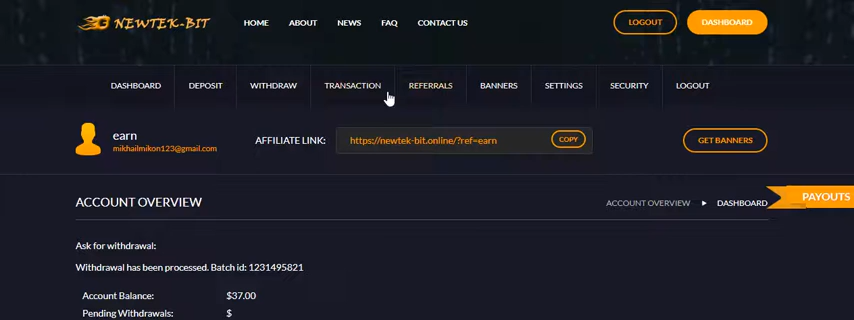 NEWTEK-BIT HOME ABOUT NEWS FAQ CONTACT US LOGOUT DASHBOARD
DASHBOARD DEPOSIT WITHDRAW TRANSACTION REFERRALS BANNERS SETTINGS SECURITY LOGOUT
earn
mikhailmikon123@gmail.com
AFFILIATE LINK: https://newtek-bit.online/?ref=earn COPY GET BANNERS
ACCOUNT OVERVIEW ACCOUNT OVERVIEW ► DASHBOARD
PAYOUTS
Ask for withdrawal:
Withdrawal has been processed. Batch id: 1231495821
Account Balance: $37.00
Pending Withdrawals: $